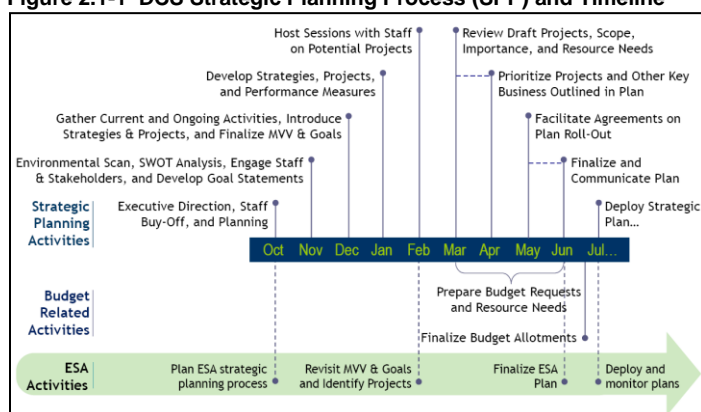 Figure 2.1-1 DCS Strategic Planning Process (SPP) and Timeline
Host Sessions with Staff
on Potential Projects
Review Draft Projects, Scope,
Importance, and Resource Needs
Develop Strategies, Projects,
and Performance Measures
Prioritize Projects and Other Key
Business Outlined in Plan
Gather Current and Ongoing Activities, Introduce
Strategies & Projects, and Finalize MVV & Goals
Facilitate Agreements on
Plan Roll-Out
Environmental Scan, SWOT Analysis, Engage Staff
& Stakeholders, and Develop Goal Statements
Finalize and
Communicate Plan
Strategic
Planning
Activities
Executive Direction, Staff
Buy-Off, and Planning
Deploy Strategic
Plan...
Oct Nov Dec Jan Feb Mar Apr May Jun Jul...
Budget
Related
Activities
Prepare Budget Requests
and Resource Needs
Finalize Budget Allotments
ESA
Activities
Plan ESA strategic
planning process
Revisit MVV & Goals
and Identify Projects
Finalize ESA
Plan
Deploy and
monitor plans